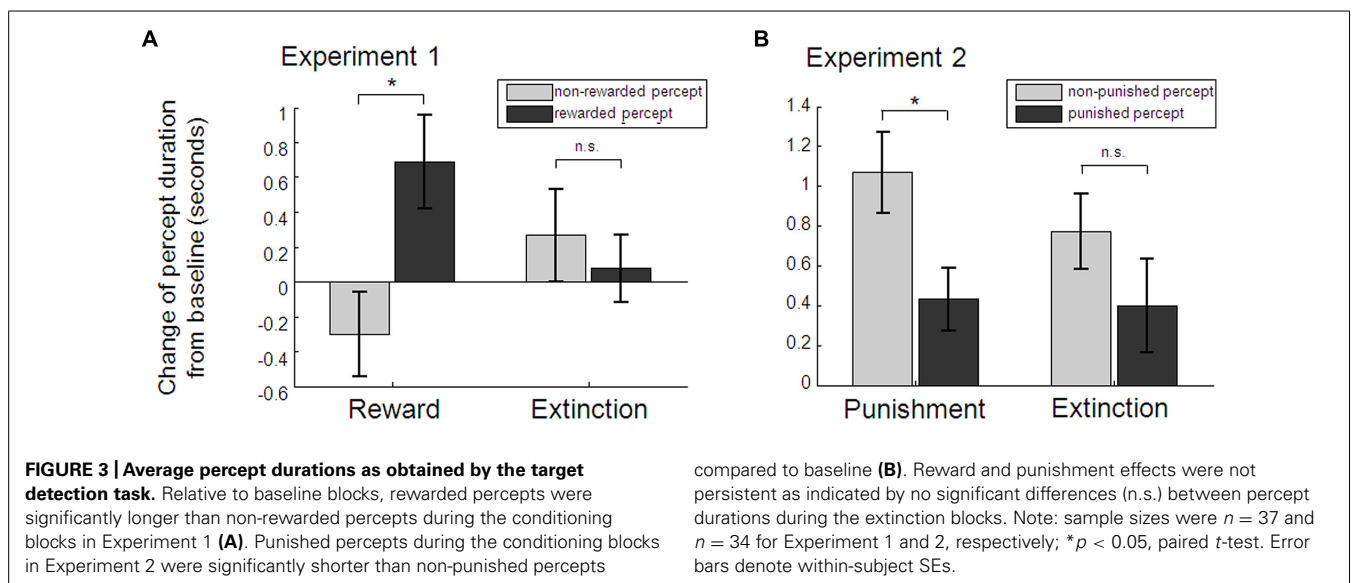 A
Experiment 1
*
non-rewarded percept
rewarded percept
n.s.
Change of percept duration
from baseline (seconds)
1
0.8
0.6
0.4
0.2
0
-0.2
-0.4
-0.6
Reward
Extinction
B
Experiment 2
*
non-punished percept
punished percept
n.s.
1.4
1.2
1
0.8
0.6
0.4
0.2
0
Punishment
Extinction
FIGURE 3 | Average percept durations as obtained by the target
detection task. Relative to baseline blocks, rewarded percepts were
significantly longer than non-rewarded percepts during the conditioning
blocks in Experiment 1 (A). Punished percepts during the conditioning blocks
in Experiment 2 were significantly shorter than non-punished percepts
compared to baseline (B). Reward and punishment effects were not
persistent as indicated by no significant differences (n.s.) between percept
durations during the extinction blocks. Note: sample sizes were n = 37 and
n = 34 for Experiment 1 and 2, respectively; *p < 0.05, paired t-test. Error
bars denote within-subject SEs.